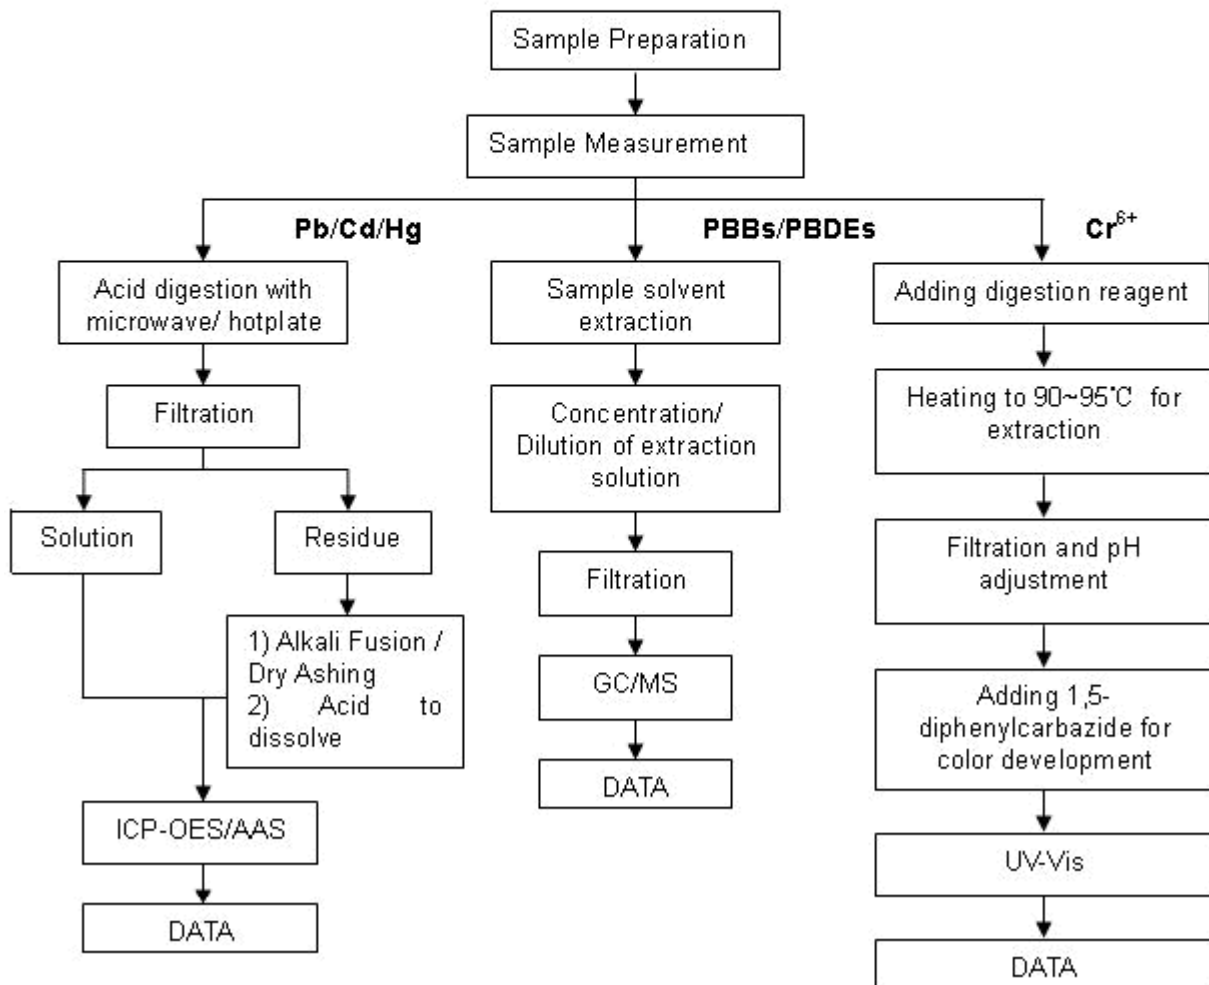 Sample Preparation
Sample Measurement
Pb/Cd/Hg
PBBs/PBDEs
Cr⁶⁺
Acid digestion with
microwave/ hotplate
Filtration
Solution
Residue
1) Alkali Fusion /
Dry Ashing
2) Acid to
dissolve
ICP-OES/AAS
DATA
Sample solvent
extraction
Concentration/
Dilution of extraction
solution
Filtration
GC/MS
DATA
Adding digestion reagent
Heating to 90~95℃ for
extraction
Filtration and pH
adjustment
Adding 1,5-
diphenylcarbazide for
color development
UV-Vis
DATA